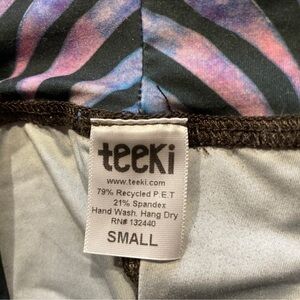 teeki
www.teeki.com
79% Recycled P.E.T
21% Spandex
Hand Wash. Hang Dry
RN# 132440
SMALL